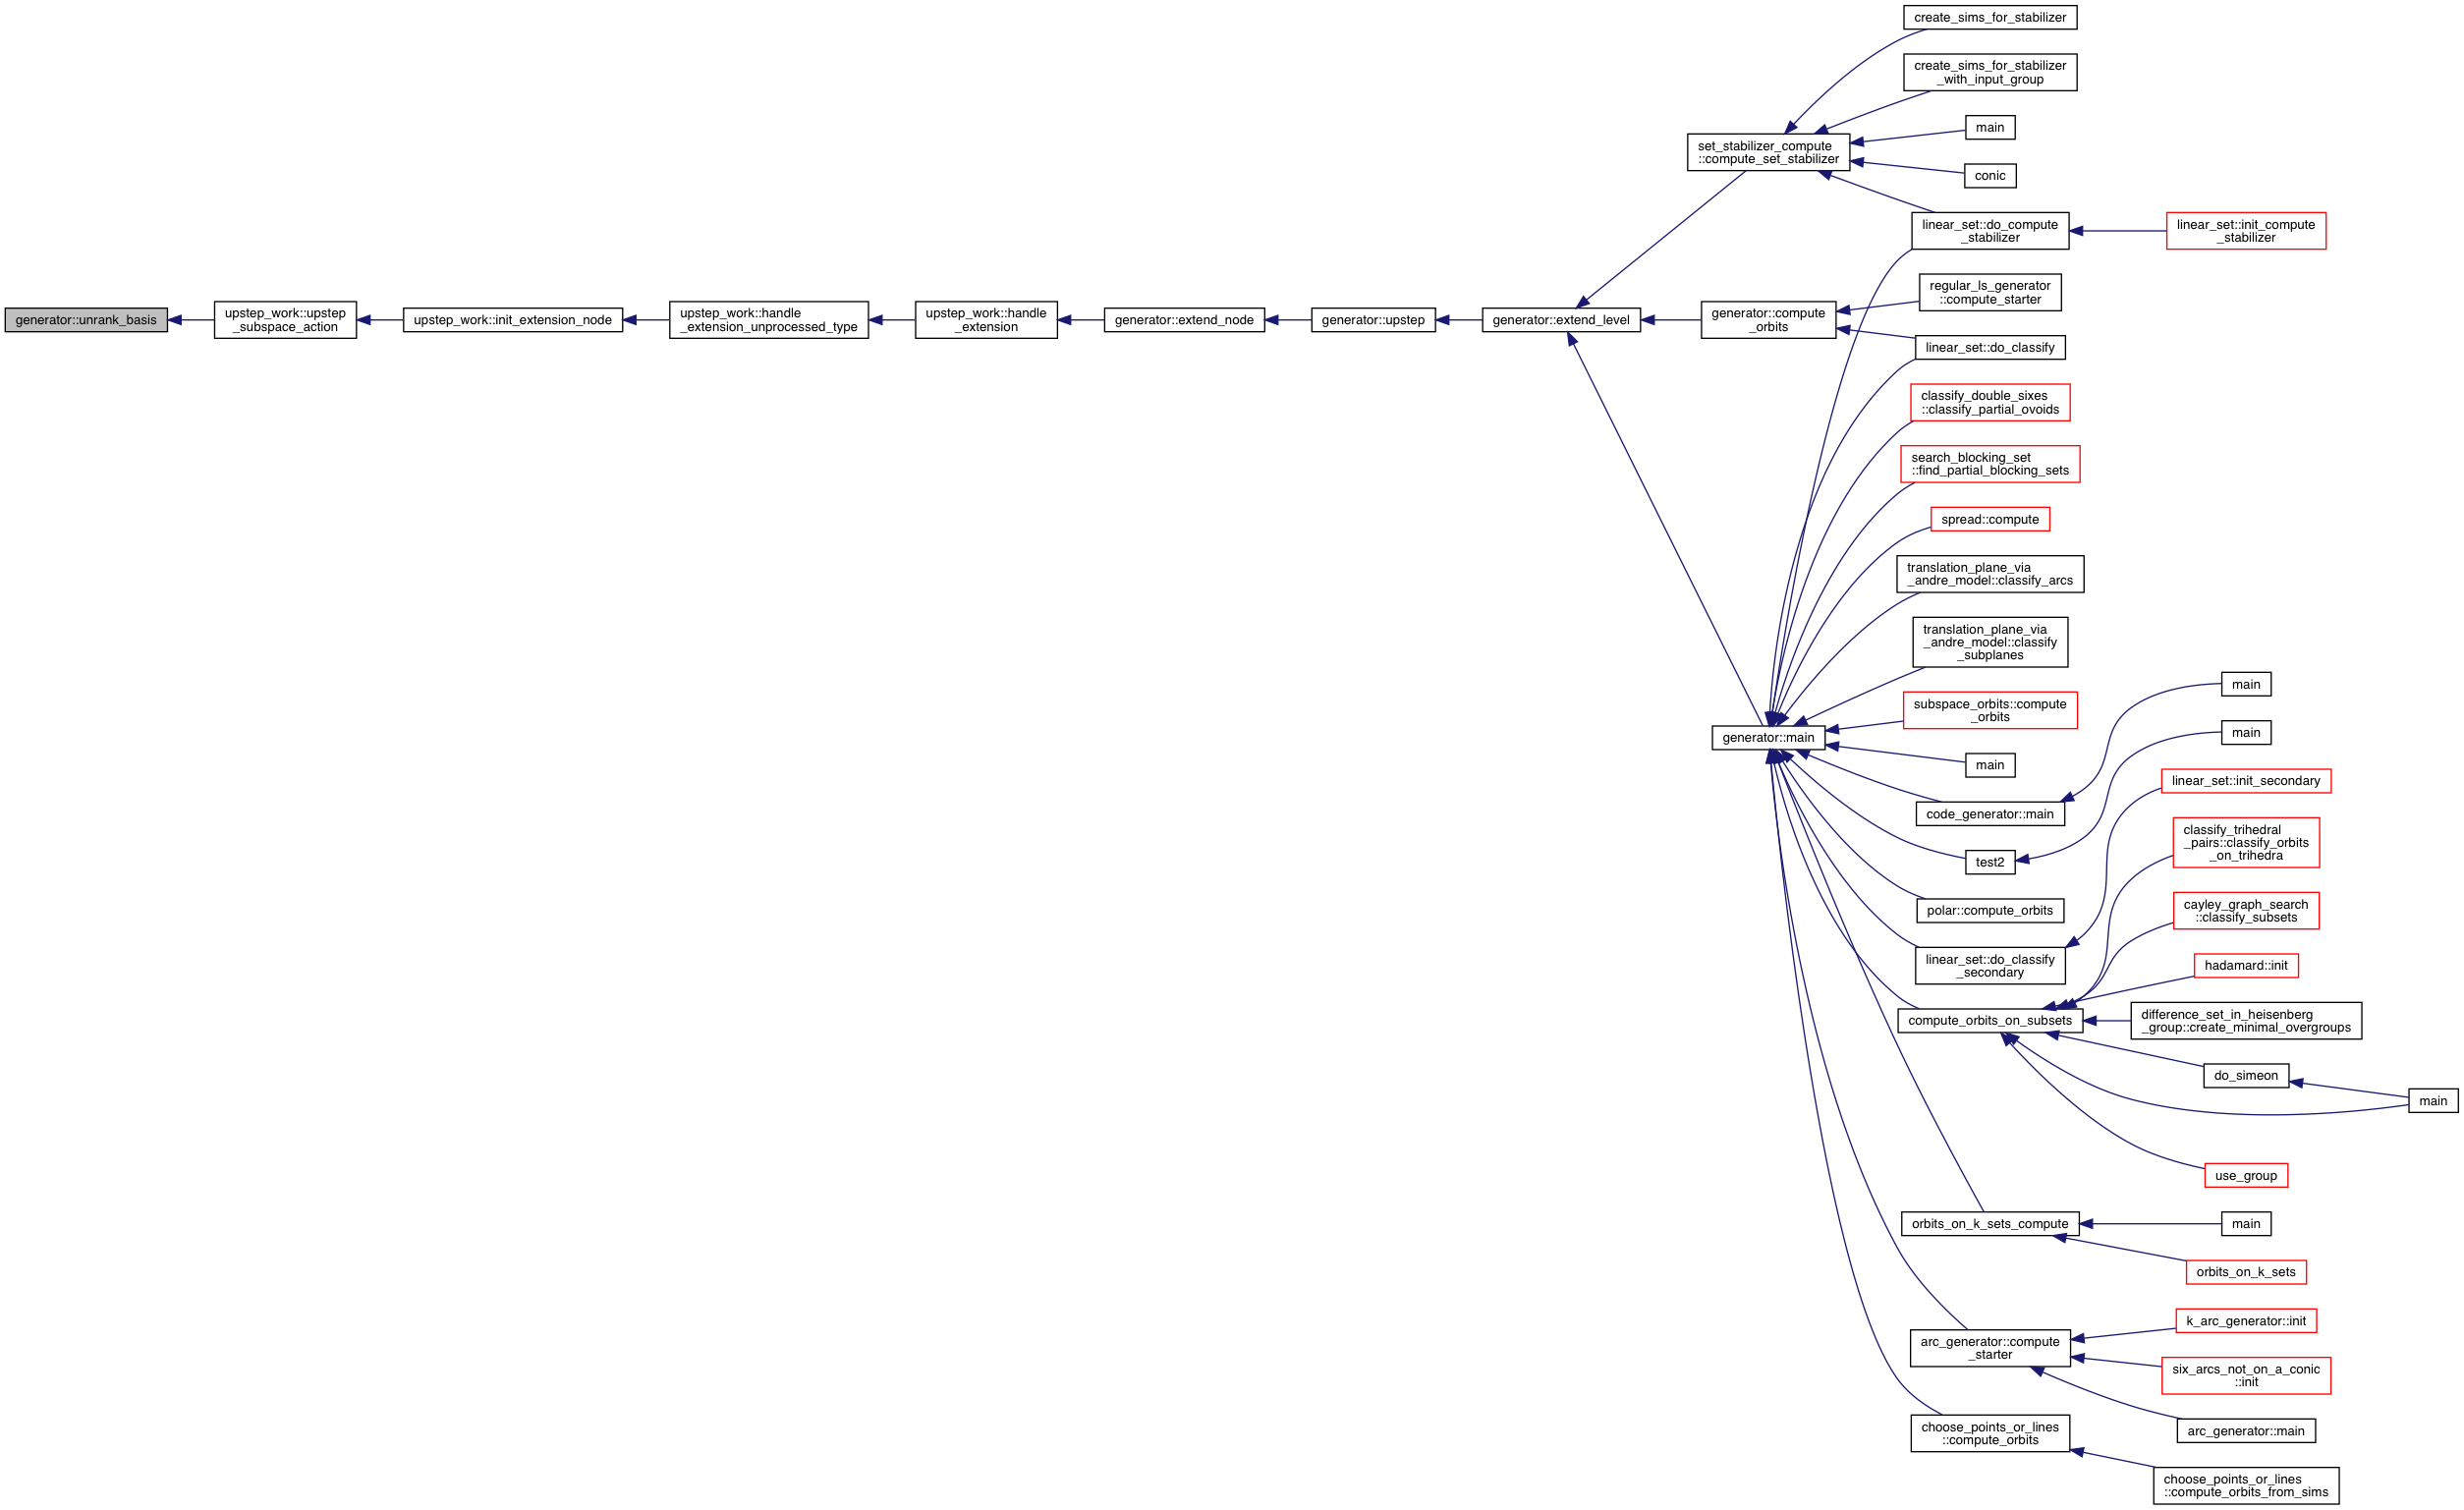 generator::unrank_basis
upstep_work::upstep
_subspace_action
upstep_work::init_extension_node
upstep_work::handle
_extension_unprocessed_type
upstep_work::handle
_extension
generator::extend_node
generator::upstep
generator::extend_level
set_stabilizer_compute
::compute_set_stabilizer
create_sims_for_stabilizer
create_sims_for_stabilizer
_with_input_group
main
conic
linear_set::do_compute
_stabilizer
linear_set::init_compute
_stabilizer
generator::compute
_orbits
regular_ls_generator
::compute_starter
linear_set::do_classify
generator::main
classify_double_sixes
::classify_partial_ovoids
search_blocking_set
::find_partial_blocking_sets
spread::compute
translation_plane_via
_andre_model::classify_arcs
translation_plane_via
_andre_model::classify
_subplanes
subspace_orbits::compute
_orbits
main
code_generator::main
main
test2
main
polar::compute_orbits
linear_set::do_classify
_secondary
linear_set::init_secondary
compute_orbits_on_subsets
classify_trihedral
_pairs::classify_orbits
_on_trihedra
cayley_graph_search
::classify_subsets
hadamard::init
difference_set_in_heisenberg
_group::create_minimal_overgroups
do_simeon
main
use_group
orbits_on_k_sets_compute
main
orbits_on_k_sets
arc_generator::compute
_starter
k_arc_generator::init
six_arcs_not_on_a_conic
::init
arc_generator::main
choose_points_or_lines
::compute_orbits
choose_points_or_lines
::compute_orbits_from_sims